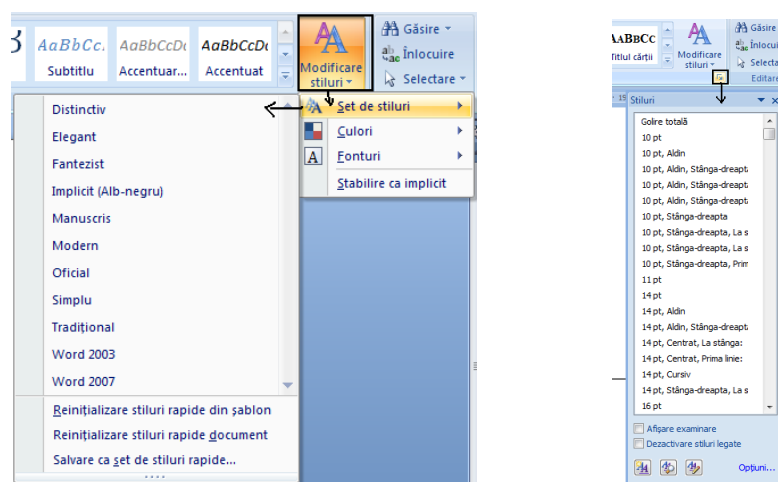 AaBbCc. AaBbCcDc AaBbCcDc
Subtitlu Accentuar... Accentuat
Modificare stiluri
Găsire
Înlocuire
Selectare
Set de stiluri
Culori
Fonturi
Stabilire ca implicit
Distinctiv
Elegant
Fantezist
Implicit (Alb-negru)
Manuscris
Modern
Oficial
Simplu
Tradițional
Word 2003
Word 2007
Reinițializare stiluri rapide din șablon
Reinițializare stiluri rapide document
Salvare ca set de stiluri rapide...
AaBbCc
Titlul cărții
Modificare
stiluri
Găsire
Înlocui
Selecta
Editare
15
Stiluri
Golire totală
10 pt
10 pt, Aldin
10 pt, Aldin, Stânga-dreapta
10 pt, Aldin, Stânga-dreapta
10 pt, Aldin, Stânga-dreapta
10 pt, Stânga-dreapta
10 pt, Stânga-dreapta, La s
10 pt, Stânga-dreapta, La s
10 pt, Stânga-dreapta, Prim
11 pt
14 pt
14 pt, Aldin
14 pt, Aldin, Stânga-dreapta
14 pt, Centrat, La stânga:
14 pt, Centrat, Prima linie:
14 pt, Cursiv
14 pt, Stânga-dreapta, La s
16 pt
Afișare examinare
Dezactivare stiluri legate
Opțiuni...